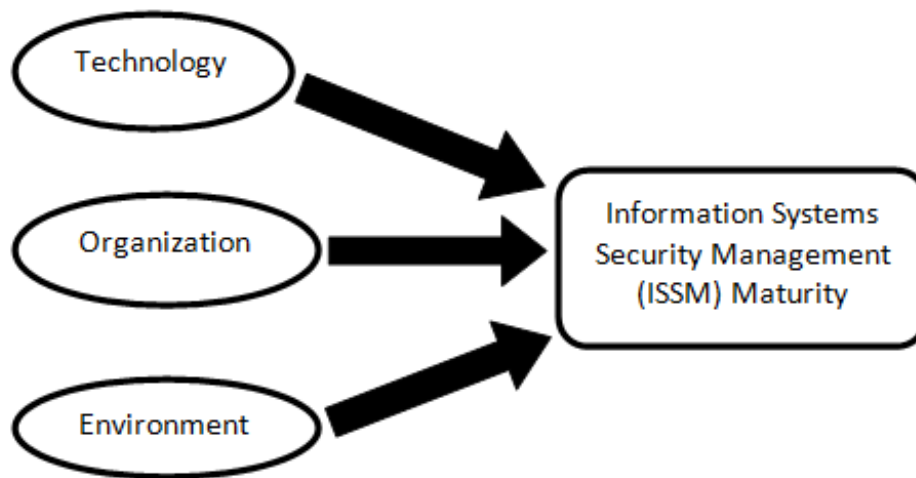 Technology
Organization
Environment
Information Systems
Security Management
(ISSM) Maturity